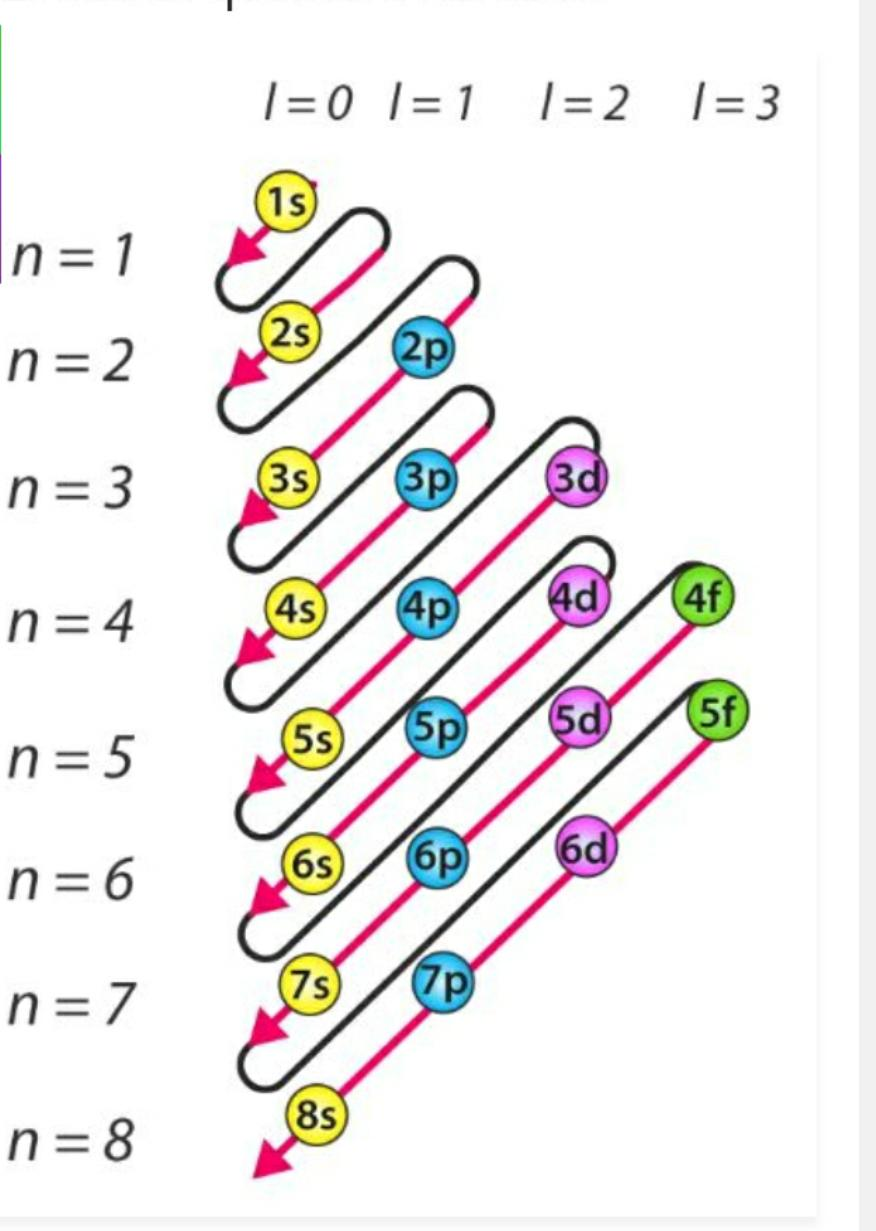 l = 0 l = 1 l = 2 l = 3
1s
n = 1
2s 2p
n = 2
3s 3p 3d
n = 3
4s 4p 4d 4f
n = 4
5s 5p 5d 5f
n = 5
6s 6p 6d
n = 6
7s 7p
n = 7
8s
n = 8